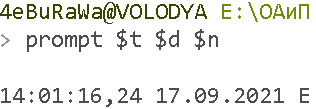 4eBuRaWa@VOLODYA E:\ОАиП
> prompt $t $d $n
14:01:16,24 17.09.2021 E